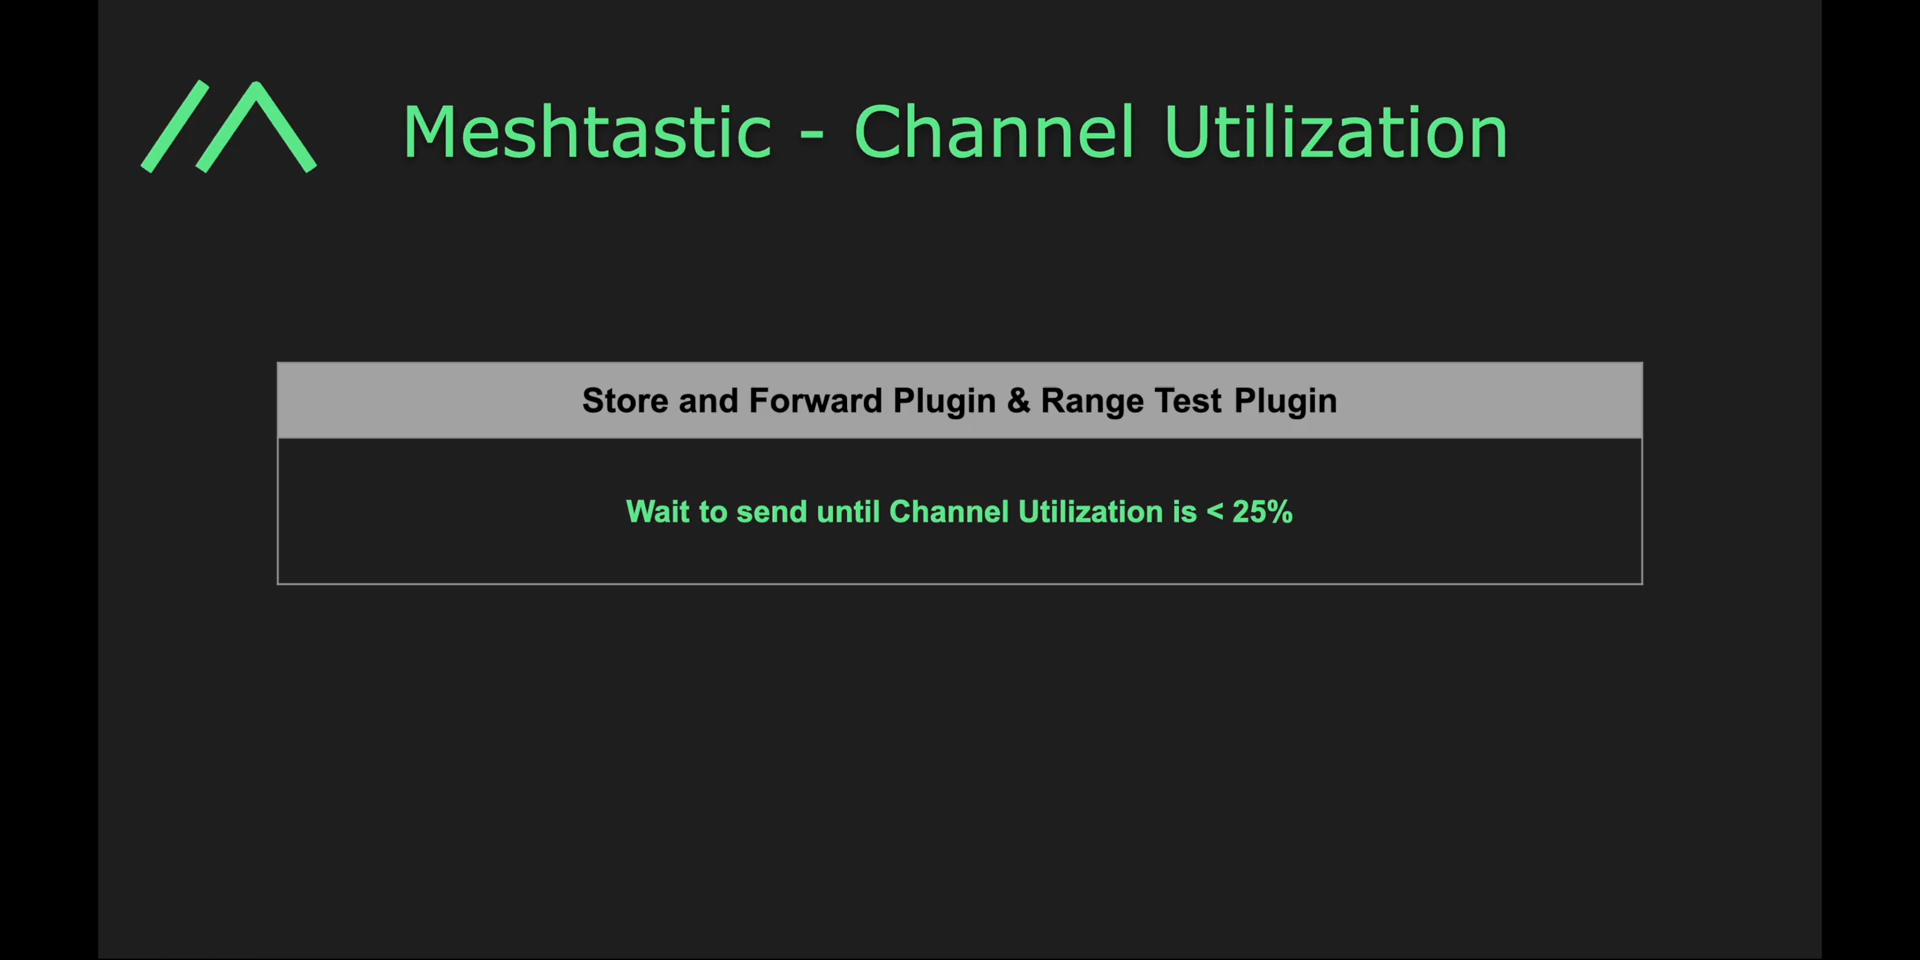 Meshtastic - Channel Utilization
Store and Forward Plugin & Range Test Plugin
Wait to send until Channel Utilization is < 25%